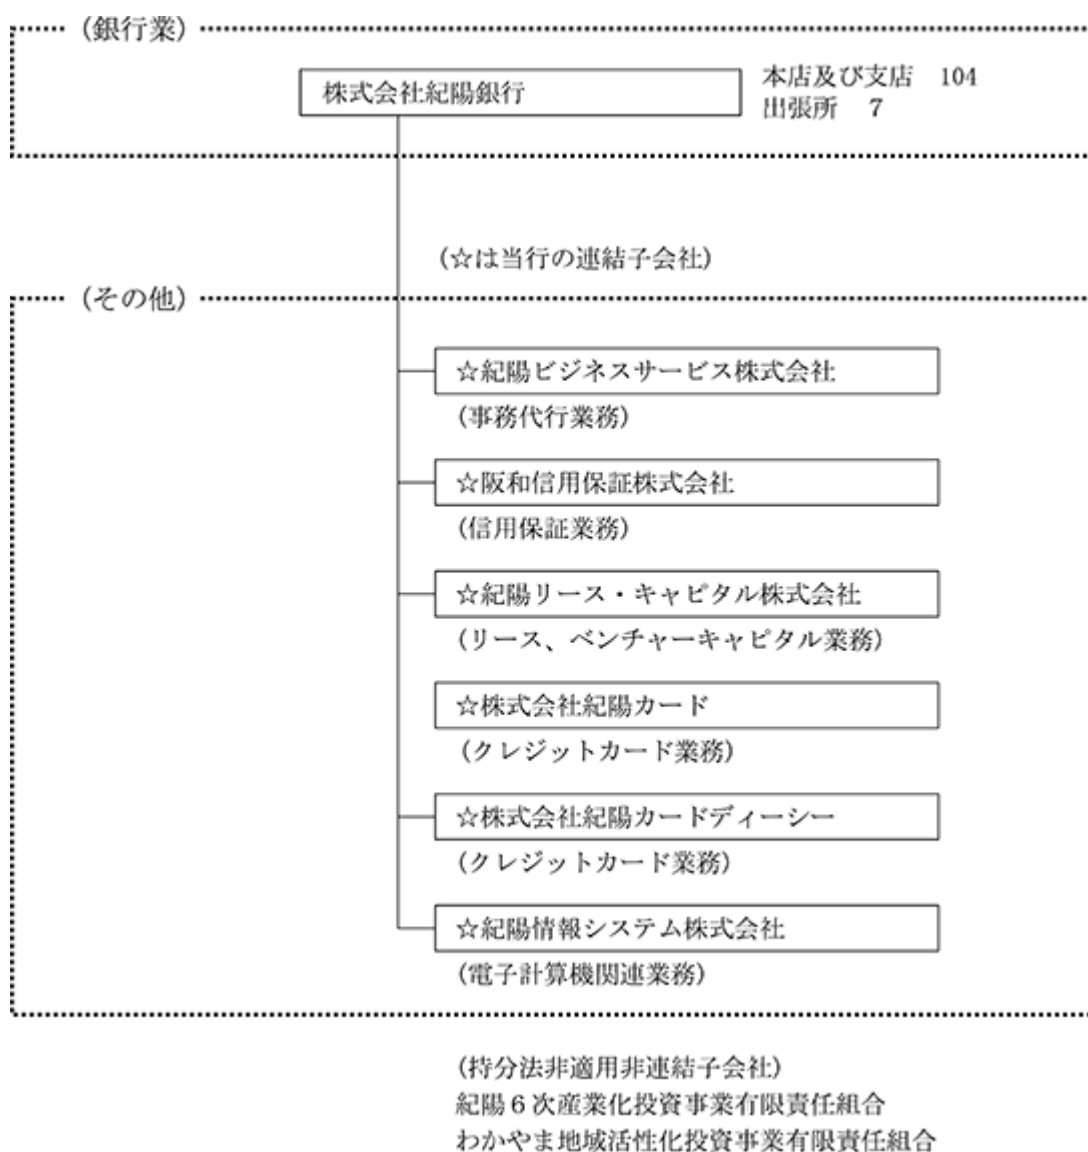 (銀行業)
株式会社紀陽銀行
本店及び支店 104
出張所 7
(☆は当行の連結子会社)
(その他)
☆紀陽ビジネスサービス株式会社
(事務代行業務)
☆阪和信用保証株式会社
(信用保証業務)
☆紀陽リース・キャピタル株式会社
(リース、ベンチャーキャピタル業務)
☆株式会社紀陽カード
(クレジットカード業務)
☆株式会社紀陽カードディーシー
(クレジットカード業務)
☆紀陽情報システム株式会社
(電子計算機関連業務)
(持分法非適用非連結子会社)
紀陽6次産業化投資事業有限責任組合
わかやま地域活性化投資事業有限責任組合